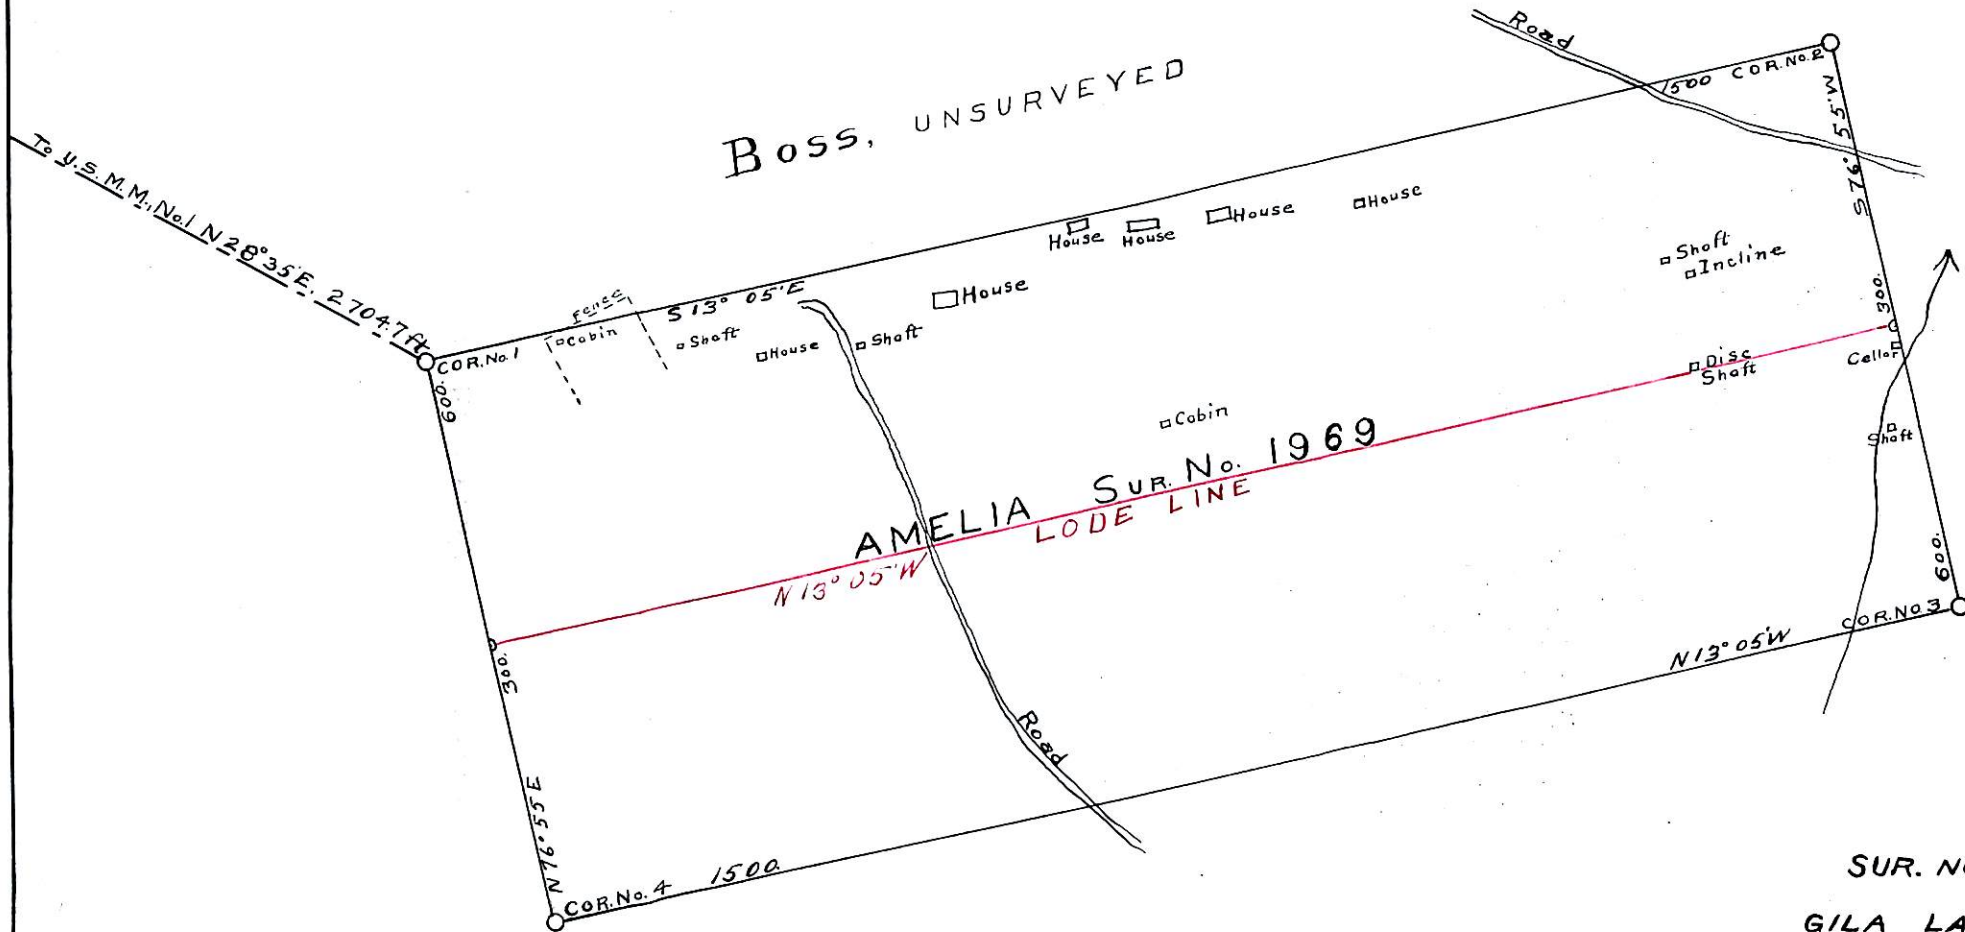 Road
1500 COR. No. 2
S 76° 55' W
BOSS, UNSURVEYED
To U.S.M.M., No. 1 N 28° 35' E. 2704.7 ft
House
House
House
House
Shaft
Incline
House
Fence
Cabin
S 13° 05' E
Shaft
House
Shaft
300.
COR. No. 1
600.
Disc
Shaft
Cellar
Cabin
Shaft
AMELIA SUR. No. 1969
LODE LINE
N 13° 05' W
600.
COR. No. 3
N 13° 05' W
300.
Road
N 76° 55' E
1500.
COR. No. 4
SUR. NO
GILA LA